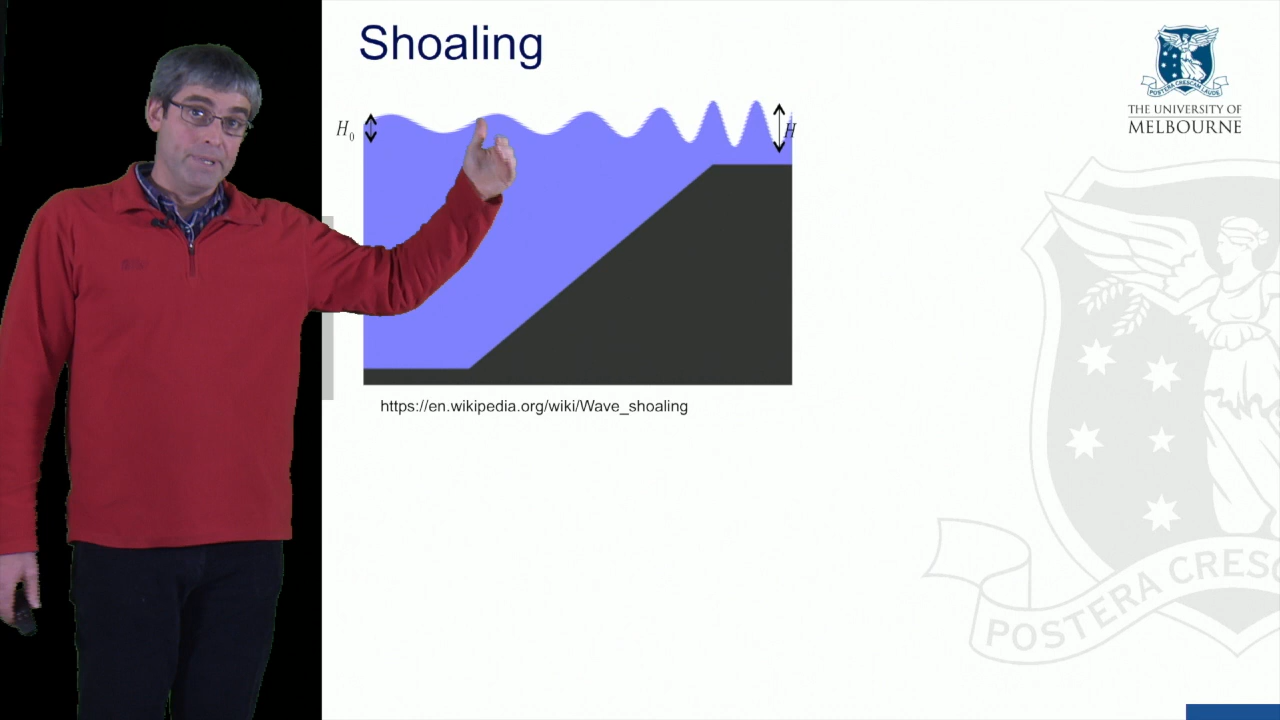 Shoaling
H₀
H
https://en.wikipedia.org/wiki/Wave_shoaling
POSTERA CRESCAM LAUDE
THE UNIVERSITY OF
MELBOURNE
POSTERA CRESC